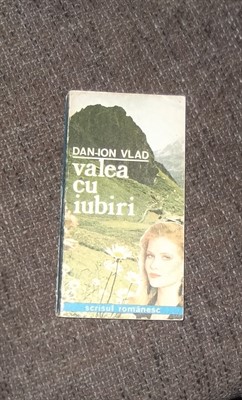 DAN-ION VLAD
valea
cu
iubiri
scrisul românesc